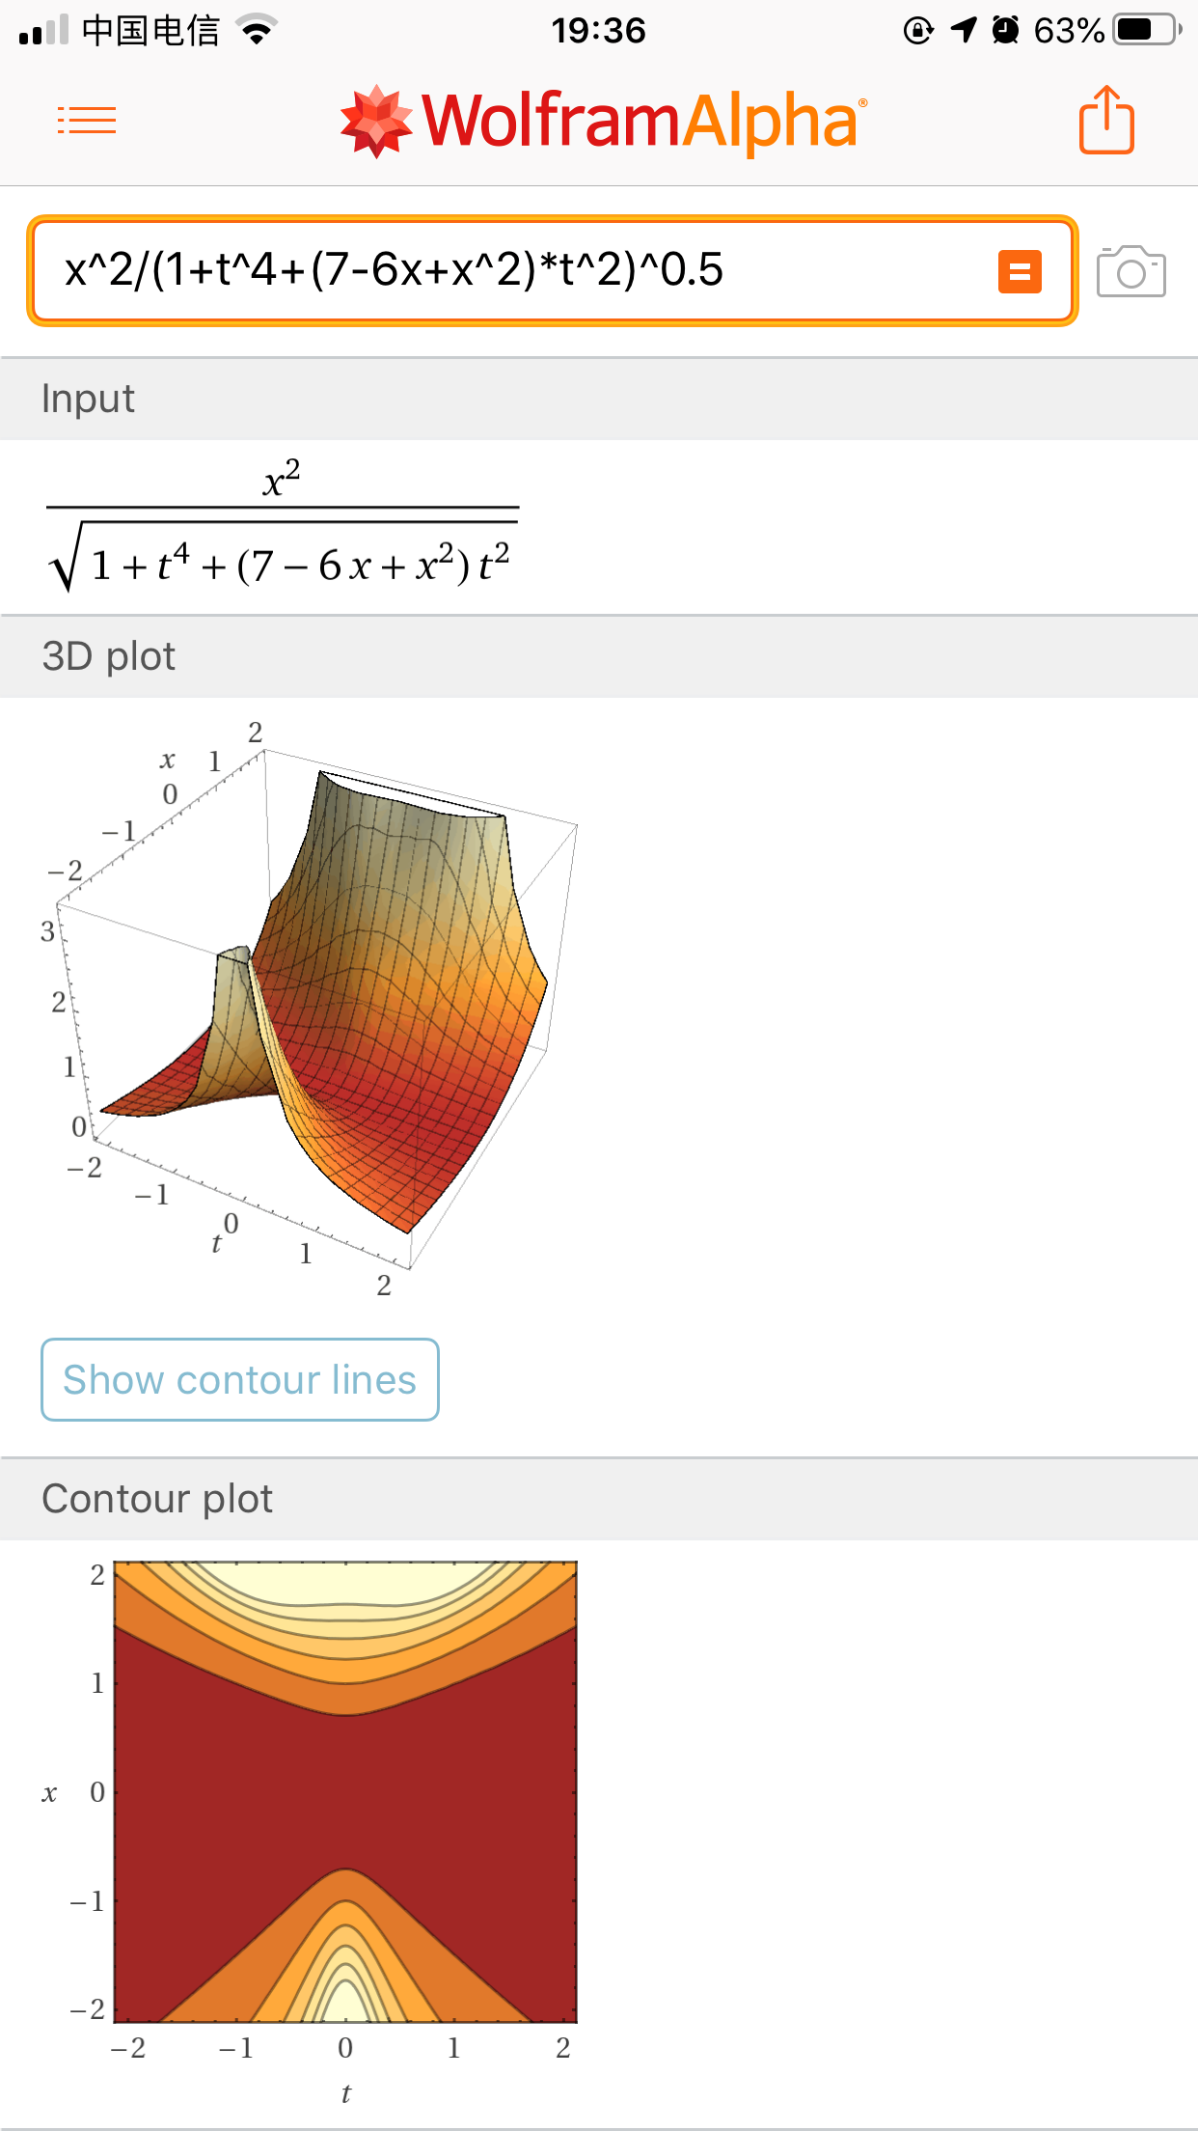 中国电信 19:36 63%
WolframAlpha®
x^2/(1+t^4+(7-6x+x^2)*t^2)^0.5 =
Input
x²
√1 + t⁴ + (7 − 6 x + x²) t²
3D plot
2
x 1
0
−1
−2
3
2
1
0
−2
−1
0
t
1
2
Show contour lines
Contour plot
2
1
x 0
−1
−2
−2 −1 0 1 2
t